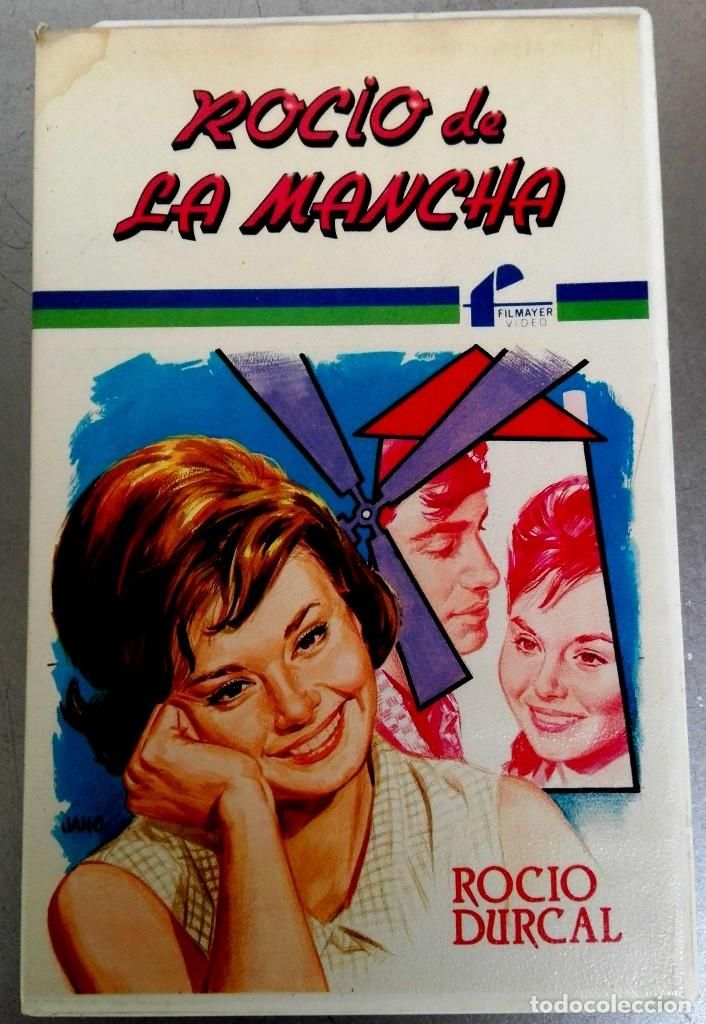 ROCiO de
LA MANCHA
FILMAYER
VIDEO
JANO
ROCIO
DURCAL
todocoleccion